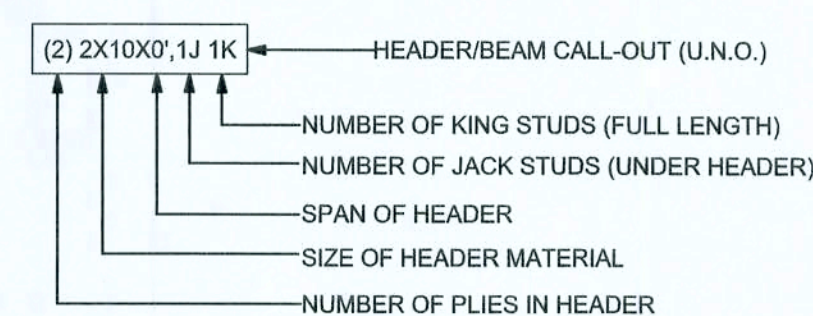 (2) 2X10X0',1J 1K
HEADER/BEAM CALL-OUT (U.N.O.)
NUMBER OF KING STUDS (FULL LENGTH)
NUMBER OF JACK STUDS (UNDER HEADER)
SPAN OF HEADER
SIZE OF HEADER MATERIAL
NUMBER OF PLIES IN HEADER